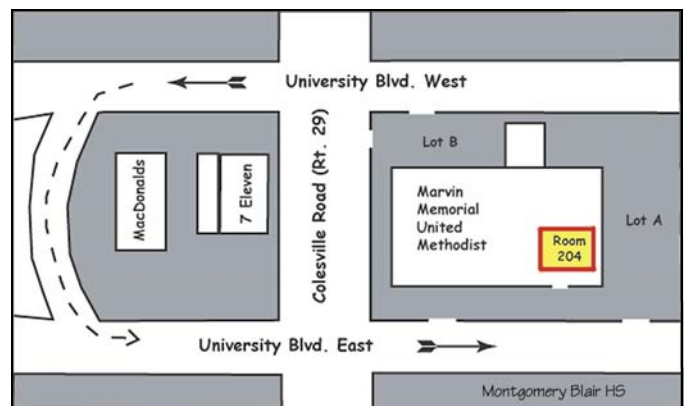 University Blvd. West
MacDonalds
7 Eleven
Colesville Road (Rt. 29)
Lot B
Marvin
Memorial
United
Methodist
Room
204
Lot A
University Blvd. East
Montgomery Blair HS